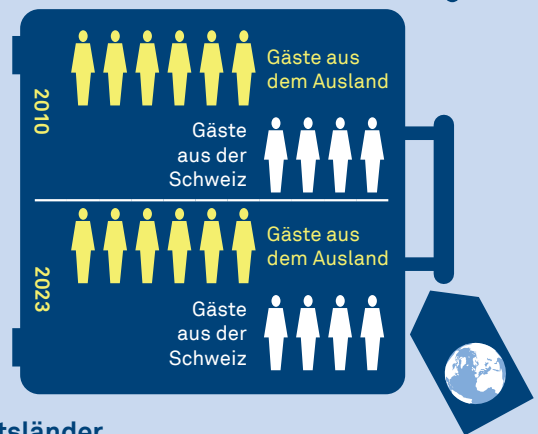 2010
Gäste aus
dem Ausland
Gäste
aus der
Schweiz
2023
Gäste aus
dem Ausland
Gäste
aus der
Schweiz